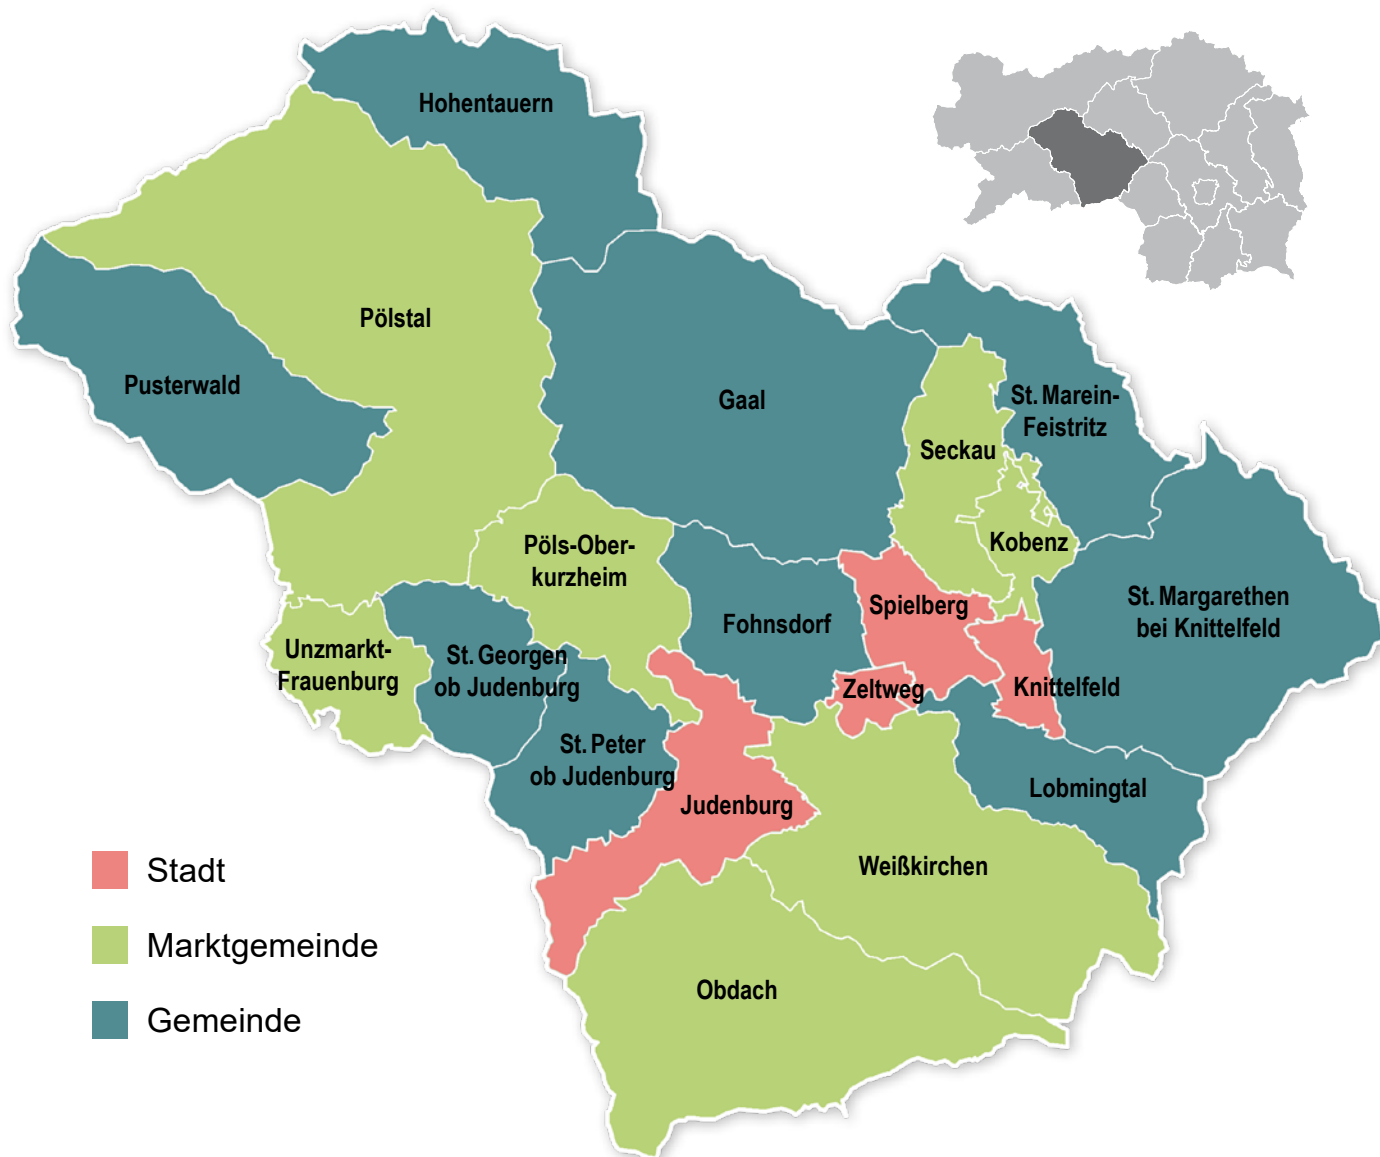 Hohentauern
Pölstal
Pusterwald
Gaal
St. Marein-
Feistritz
Seckau
Kobenz
Pöls-Ober-
kurzheim
St. Margarethen
bei Knittelfeld
Spielberg
Fohnsdorf
Unzmarkt-
Frauenburg
St. Georgen
ob Judenburg
Zeltweg
Knittelfeld
St. Peter
ob Judenburg
Judenburg
Lobmingtal
Weißkirchen
Obdach
Stadt
Marktgemeinde
Gemeinde